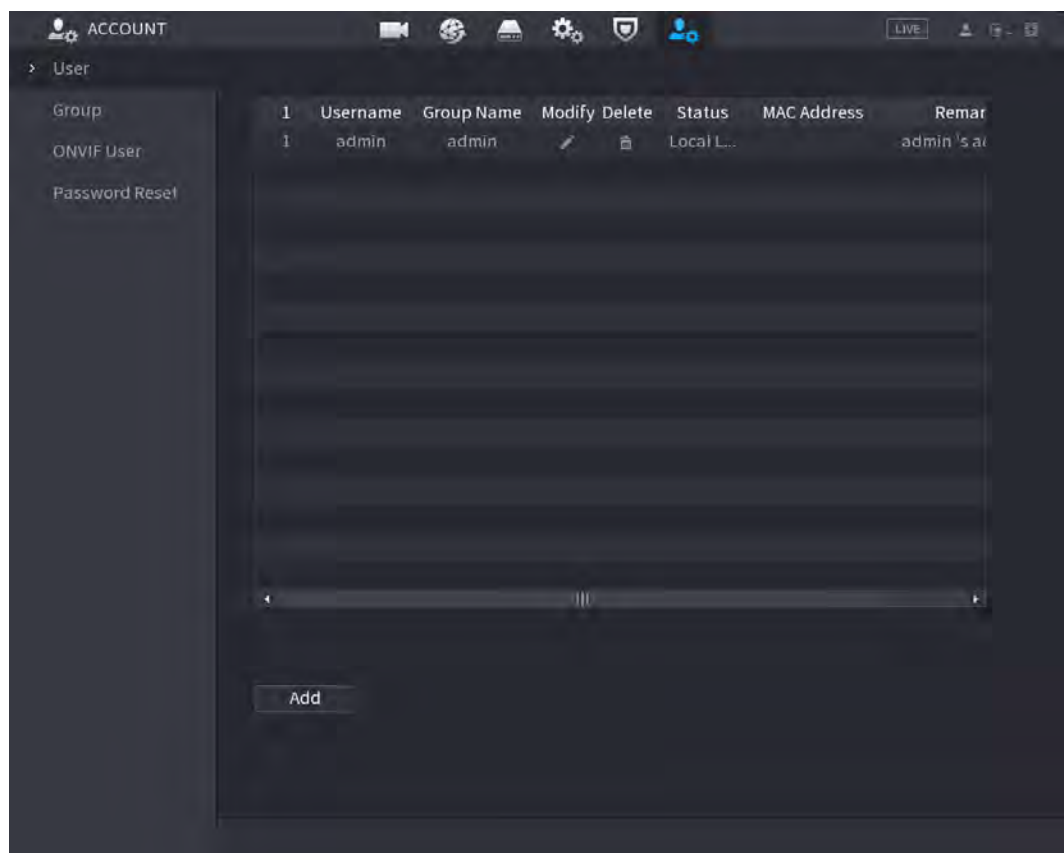 ACCOUNT LIVE
User
Group
ONVIF User
Password Reset
1 Username Group Name Modify Delete Status MAC Address Remar
1 admin admin Local L... admin 's a
Add